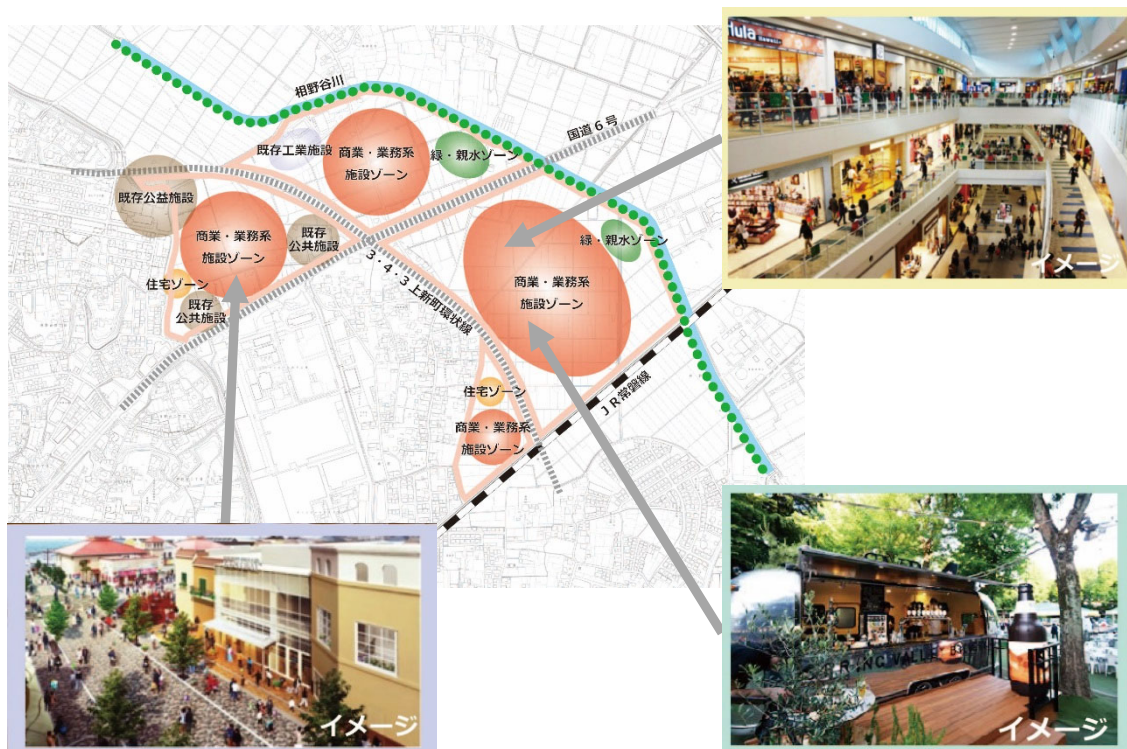 相野谷川
国道6号
既存工業施設
商業・業務系
施設ゾーン
緑・親水ゾーン
既存公益施設
商業・業務系
施設ゾーン
既存
公共施設
緑・親水ゾーン
住宅ゾーン
既存
公共施設
3・4・3上新町環状線
商業・業務系
施設ゾーン
住宅ゾーン
JR常磐線
商業・業務系
施設ゾーン
Hula
イメージ
イメージ
RING VALLEY B
イメージ